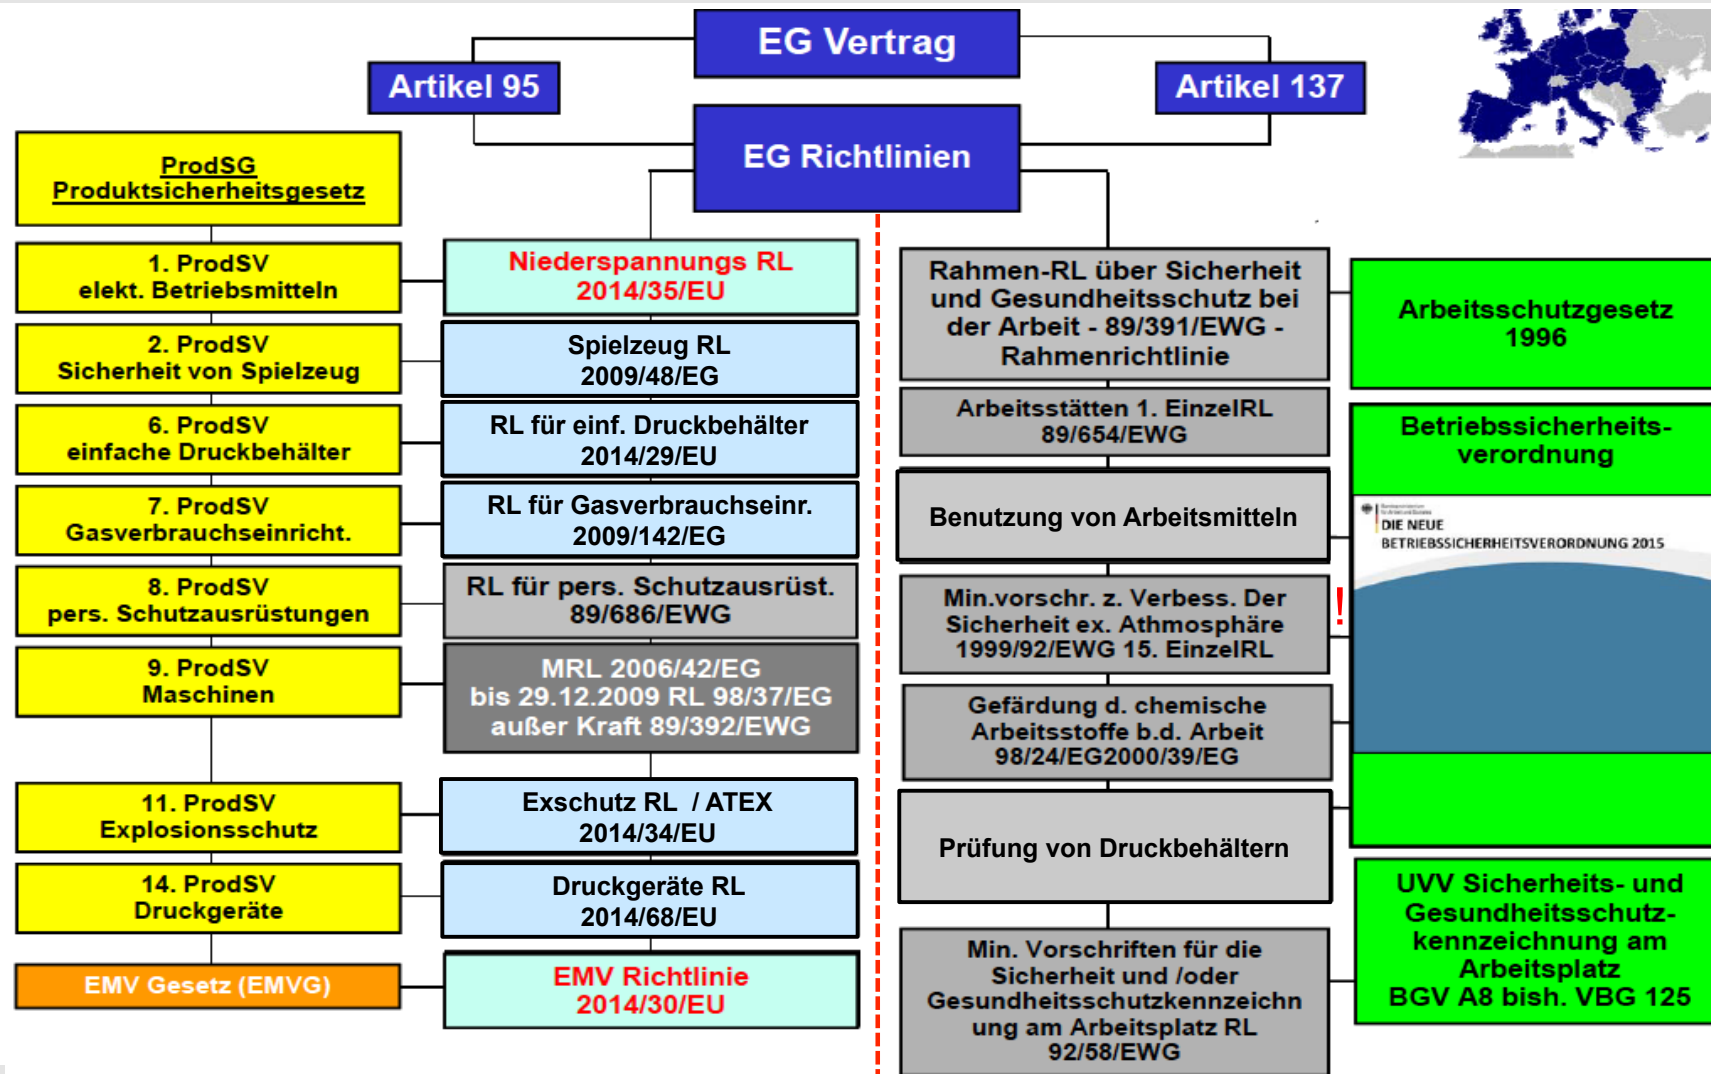 EG Vertrag
Artikel 95
Artikel 137
EG Richtlinien
ProdSG
Produktsicherheitsgesetz
1. ProdSV
elekt. Betriebsmitteln
2. ProdSV
Sicherheit von Spielzeug
6. ProdSV
einfache Druckbehälter
7. ProdSV
Gasverbrauchseinricht.
8. ProdSV
pers. Schutzausrüstungen
9. ProdSV
Maschinen
11. ProdSV
Explosionsschutz
14. ProdSV
Druckgeräte
EMV Gesetz (EMVG)
Niederspannungs RL
2014/35/EU
Spielzeug RL
2009/48/EG
RL für einf. Druckbehälter
2014/29/EU
RL für Gasverbrauchseinr.
2009/142/EG
RL für pers. Schutzausrüst.
89/686/EWG
MRL 2006/42/EG
bis 29.12.2009 RL 98/37/EG
außer Kraft 89/392/EWG
Exschutz RL / ATEX
2014/34/EU
Druckgeräte RL
2014/68/EU
EMV Richtlinie
2014/30/EU
Rahmen-RL über Sicherheit
und Gesundheitsschutz bei
der Arbeit - 89/391/EWG -
Rahmenrichtlinie
Arbeitsstätten 1. EinzelRL
89/654/EWG
Benutzung von Arbeitsmitteln
Min.vorschr. z. Verbess. Der
Sicherheit ex. Athmosphäre
1999/92/EWG 15. EinzelRL
!
Gefärdung d. chemische
Arbeitsstoffe b.d. Arbeit
98/24/EG2000/39/EG
Prüfung von Druckbehältern
Min. Vorschriften für die
Sicherheit und /oder
Gesundheitsschutzkennzeichn
ung am Arbeitsplatz RL
92/58/EWG
Arbeitsschutzgesetz
1996
Betriebssicherheits-
verordnung
DIE NEUE
BETRIEBSSICHERHEITSVERORDNUNG 2015
UVV Sicherheits- und
Gesundheitsschutz-
kennzeichnung am
Arbeitsplatz
BGV A8 bish. VBG 125